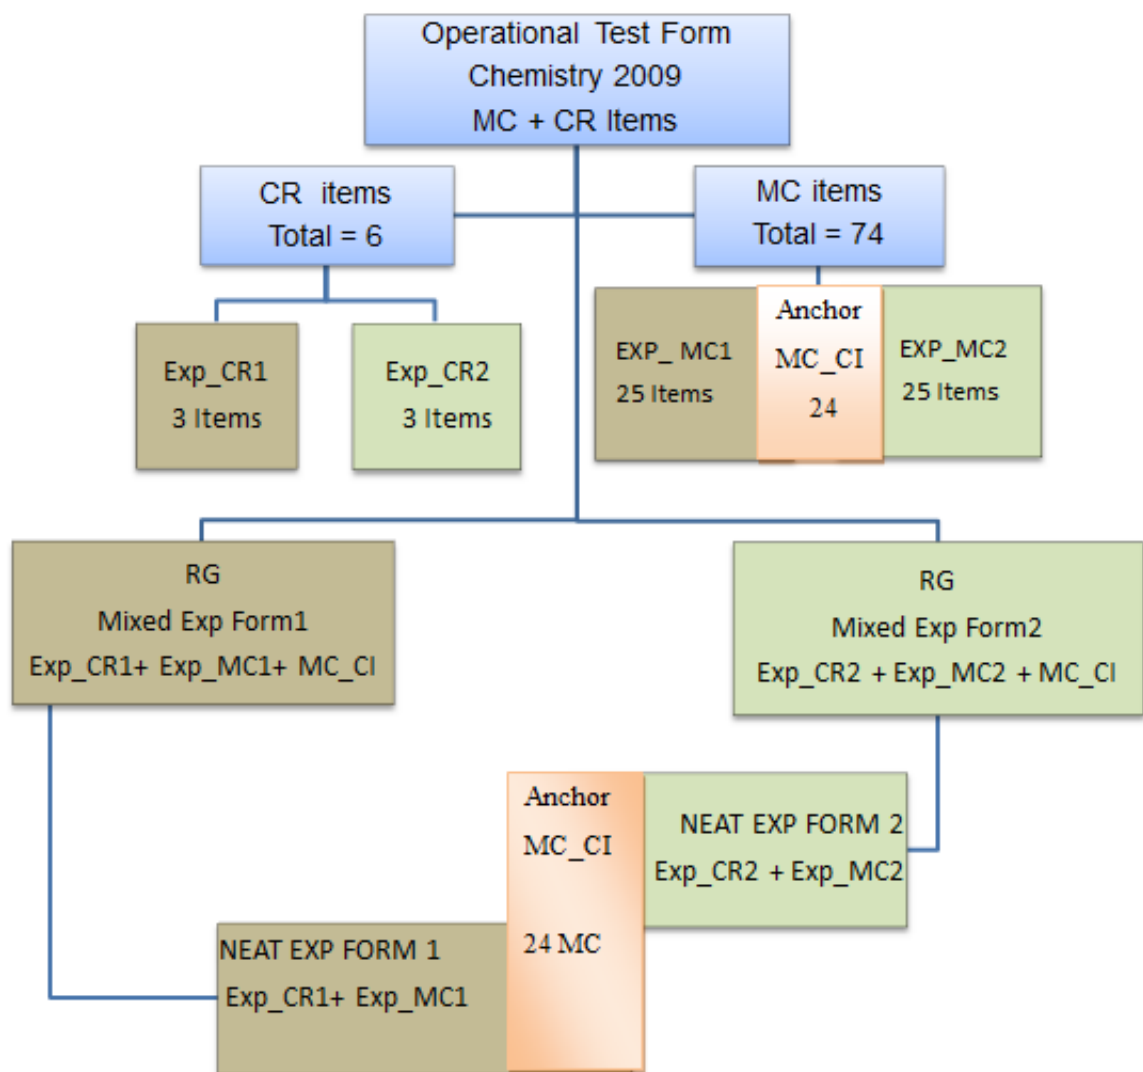 Operational Test Form
Chemistry 2009
MC + CR Items
CR items
Total = 6
MC items
Total = 74
Exp_CR1
3 Items
Exp_CR2
3 Items
EXP_ MC1
25 Items
Anchor
MC_CI
24
EXP_MC2
25 Items
RG
Mixed Exp Form1
Exp_CR1+ Exp_MC1+ MC_CI
RG
Mixed Exp Form2
Exp_CR2 + Exp_MC2 + MC_CI
Anchor
MC_CI
24 MC
NEAT EXP FORM 2
Exp_CR2 + Exp_MC2
NEAT EXP FORM 1
Exp_CR1+ Exp_MC1